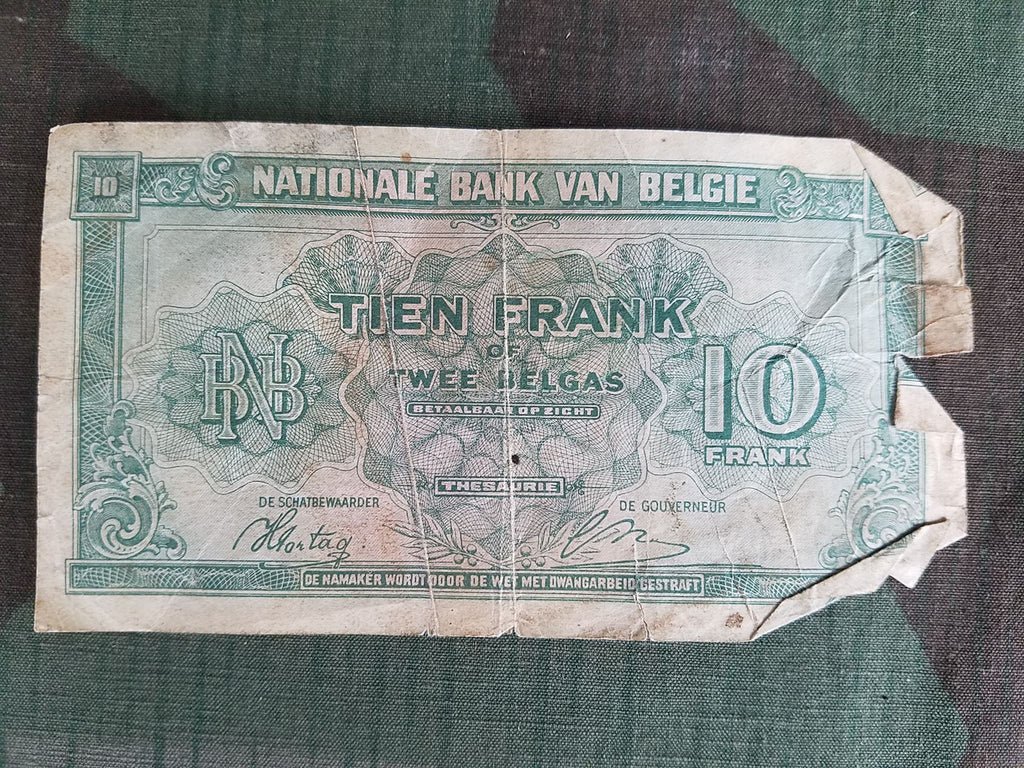 10
NATIONALE BANK VAN BELGIE
TIEN FRANK
OF
TWEE BELGAS
BETAALBAAR OP ZICHT
NBB
10
FRANK
THESAURIE
DE SCHATBEWAARDER
DE GOUVERNEUR
DE NAMAKER WORDT DOOR DE WET MET DWANGARBEID GESTRAFT